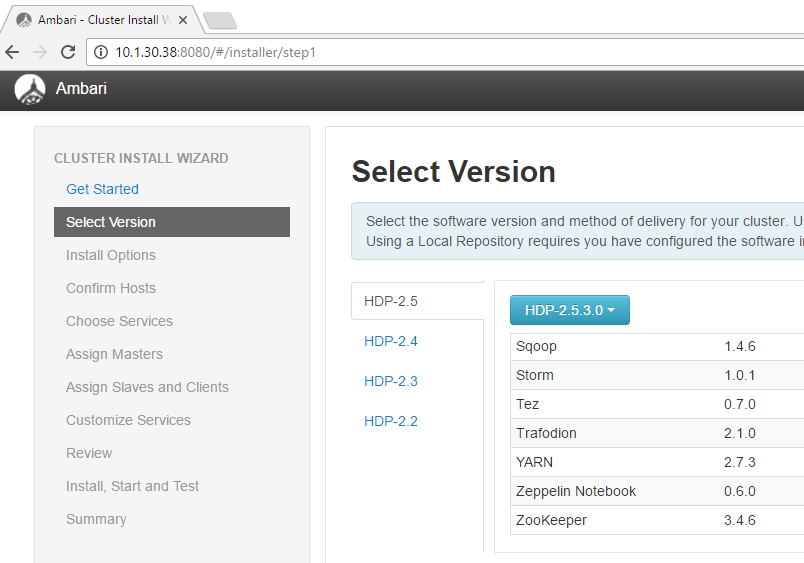 Ambari - Cluster Install W
10.1.30.38:8080/#/installer/step1
Ambari
CLUSTER INSTALL WIZARD
Get Started
Select Version
Install Options
Confirm Hosts
Choose Services
Assign Masters
Assign Slaves and Clients
Customize Services
Review
Install, Start and Test
Summary
Select Version
Select the software version and method of delivery for your cluster.
Using a Local Repository requires you have configured the software
HDP-2.5
HDP-2.4
HDP-2.3
HDP-2.2
HDP-2.5.3.0
Sqoop 1.4.6
Storm 1.0.1
Tez 0.7.0
Trafodion 2.1.0
YARN 2.7.3
Zeppelin Notebook 0.6.0
ZooKeeper 3.4.6